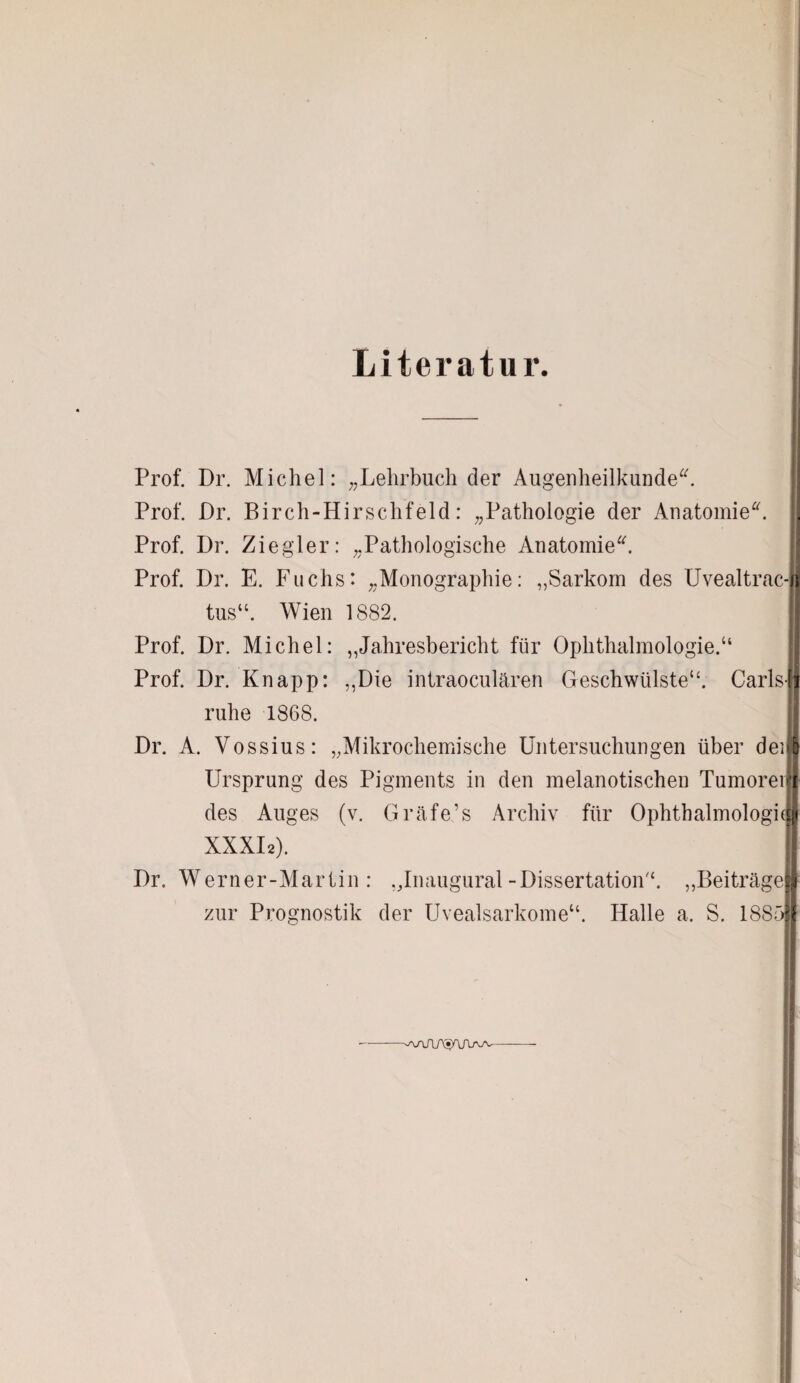 Literatur.
Prof. Dr. Michel: „Lehrbuch der Augenheilkunde“.
Prof. Dr. Birch-Hirschfeld: „Pathologie der Anatomie“.
Prof. Dr. Ziegler: „Pathologische Anatomie“.
Prof. Dr. E. Fuchs: „Monographie: „Sarkom des Uvealtrac-
tus“. Wien 1882.
Prof. Dr. Michel: „Jahresbericht für Ophthalmologie.“
Prof. Dr. Knapp: „Die intraoculären Geschwülste“. Carls-
ruhe 1868.
Dr. A. Vossius: „Mikrochemische Untersuchungen über den
Ursprung des Pigments in den melanotischen Tumoren
des Auges (v. Gräfe's Archiv für Ophthalmologie
XXXI2).
Dr. Werner-Martin: „Inaugural-Dissertation“. „Beiträge
zur Prognostik der Uvealsarkome“. Halle a. S. 1885